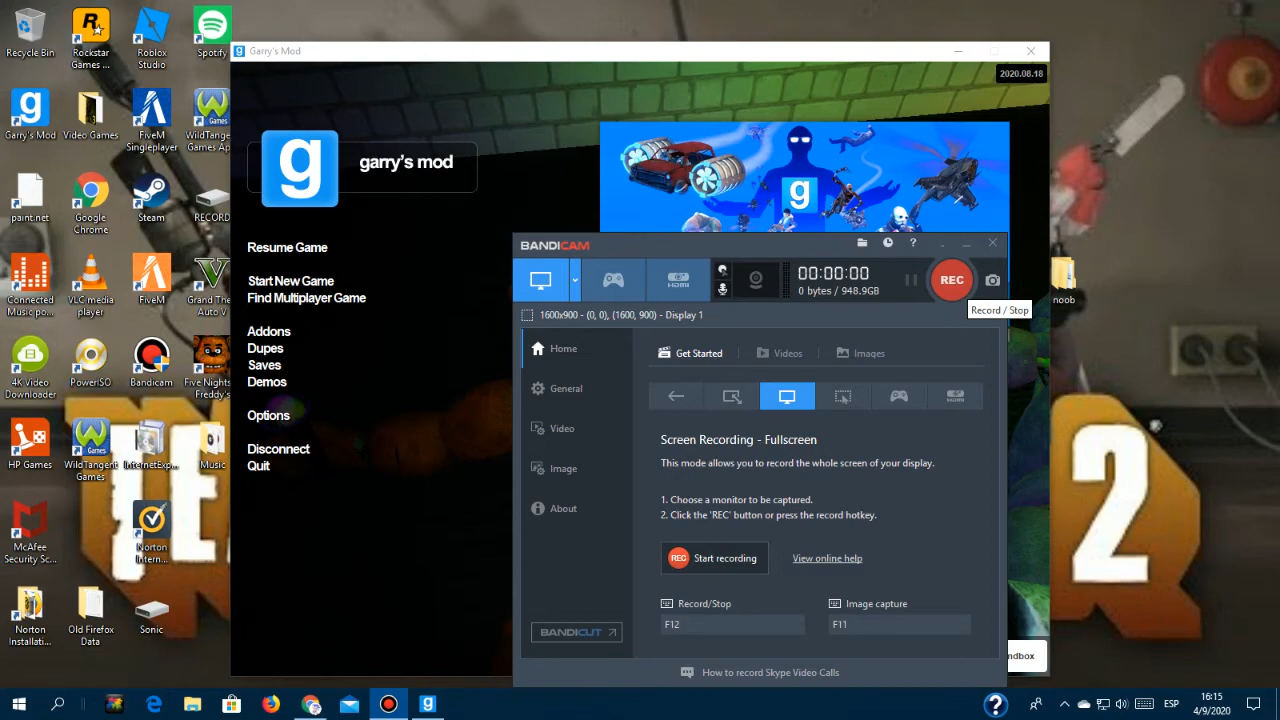 Recycle Bin
Rockstar
Games ...
Roblox
Studio
Spotify
Garry's Mod
Video Games
FiveM
Singleplayer
WildTange
Games Ap
paint.net
Google
Chrome
Steam
RECORD
Connected
Music po...
VLC media
player
FiveM
Grand The
Auto V
4K Video
Downloader
PowerISO
Bandicam
Five Nights
Freddy's
HP Games
WildTangent
Games
InternetExp...
Music
McAfee
Security Sc...
Norton
Intern...
Norton
Installati...
Old Firefox
Data
Sonic
noob
2
Garry's Mod
2020.08.18
g
garry's mod
g
Resume Game
Start New Game
Find Multiplayer Game
Addons
Dupes
Saves
Demos
Options
Disconnect
Quit
ndbox
BANDICAM
?
HDMI
00:00:00
0 bytes / 948.9GB
REC
Record / Stop
1600x900 - (0, 0), (1600, 900) - Display 1
Home
General
Video
Image
About
BANDICUT
Get Started
Videos
Images
HDMI
Screen Recording - Fullscreen
This mode allows you to record the whole screen of your display.
1. Choose a monitor to be captured.
2. Click the 'REC' button or press the record hotkey.
REC Start recording
View online help
Record/Stop
F12
Image capture
F11
How to record Skype Video Calls
ESP
16:15
4/9/2020